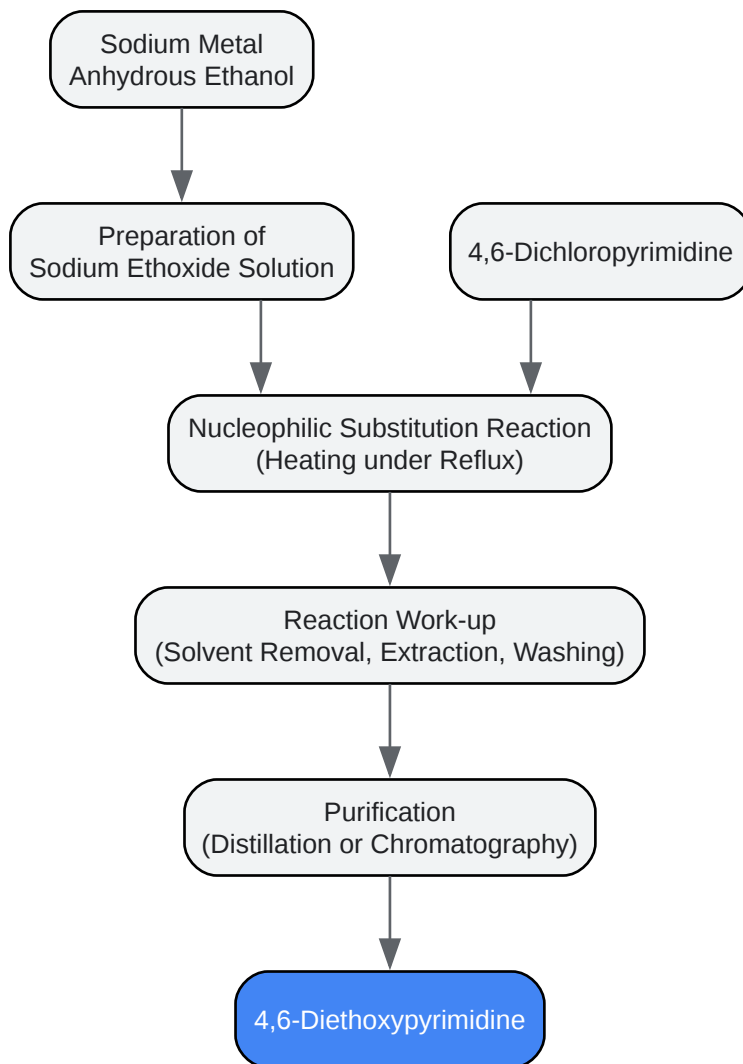 Sodium Metal
Anhydrous Ethanol
Preparation of
Sodium Ethoxide Solution
4,6-Dichloropyrimidine
Nucleophilic Substitution Reaction
(Heating under Reflux)
Reaction Work-up
(Solvent Removal, Extraction, Washing)
Purification
(Distillation or Chromatography)
4,6-Diethoxypyrimidine